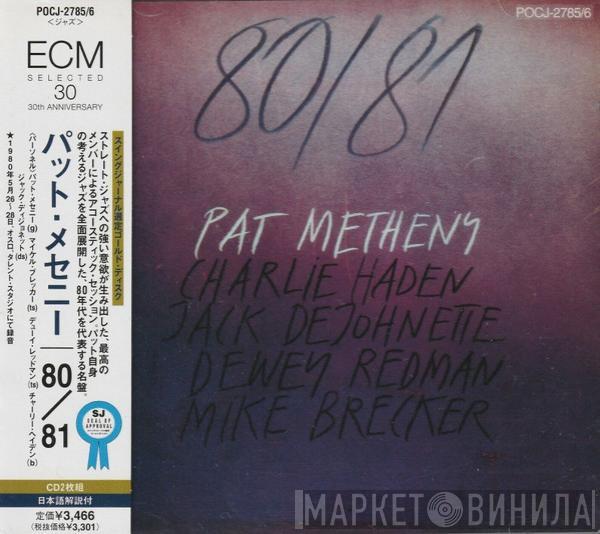 POCJ-2785/6
<ジャズ>
ECM
SELECTED
30
30th ANNIVERSARY
パット・メセニー/80/81
スイングジャーナル選定ゴールド・ディスク
ストレート・ジャズへの強い意欲が生み出した、最高の
メンバーによるアコースティック・セッション。パット自身
の考えるジャズを全面展開した、80年代を代表する名盤。
〈パーソネル〉パット・メセニー(g) マイケル・ブレッカー(ts) デューイ・レッドマン(ts) チャーリー・ヘイデン(b)
ジャック・ディジョネット(ds)
★1980年5月26〜28日、オスロ、タレント・スタジオにて録音
SJ
SEAL OF
APPROVAL
CD2枚組
日本語解説付
定価¥3,466
(税抜価格¥3,301)
POCJ-2785/6
80/81
PAT METHENY
CHARLIE HADEN
JACK DEJOHNETTE
DEWEY REDMAN
MIKE BRECKER
МАРКЕТ ВИНИЛА